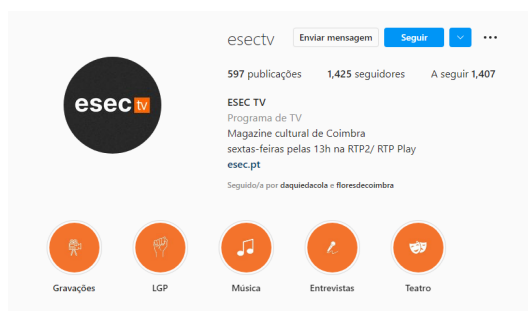 esectv Enviar mensagem Seguir
597 publicações 1,425 seguidores A seguir 1,407
esec tv
ESEC TV
Programa de TV
Magazine cultural de Coimbra
sextas-feiras pelas 13h na RTP2/ RTP Play
esec.pt
Seguido/a por daquiedacola e floresdecoimbra
Gravações LGP Música Entrevistas Teatro